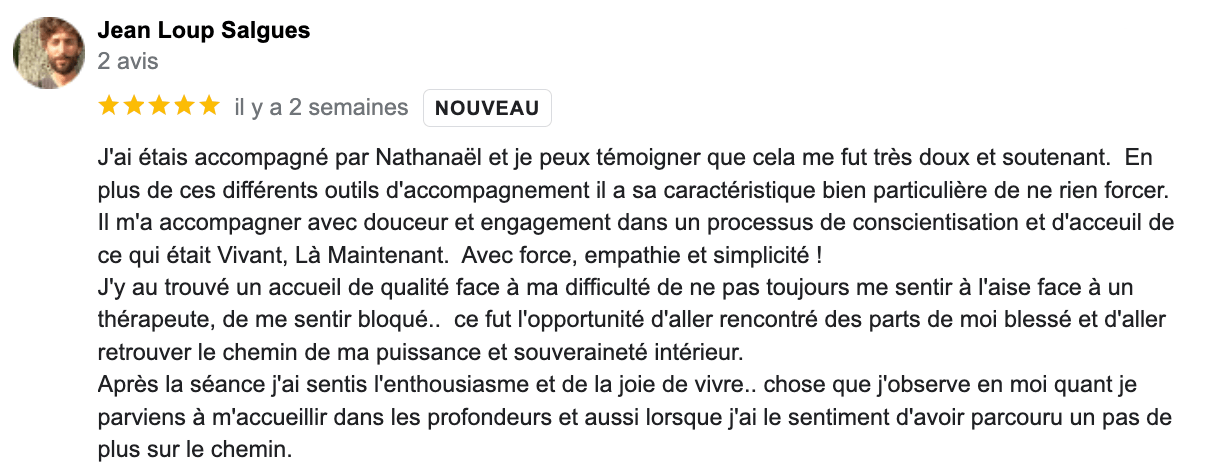 Jean Loup Salgues
2 avis
il y a 2 semaines NOUVEAU
J'ai étais accompagné par Nathanaël et je peux témoigner que cela me fut très doux et soutenant.  En
plus de ces différents outils d'accompagnement il a sa caractéristique bien particulière de ne rien forcer.
Il m'a accompagner avec douceur et engagement dans un processus de conscientisation et d'acceuil de
ce qui était Vivant, Là Maintenant.  Avec force, empathie et simplicité !
J'y au trouvé un accueil de qualité face à ma difficulté de ne pas toujours me sentir à l'aise face à un
thérapeute, de me sentir bloqué..  ce fut l'opportunité d'aller rencontré des parts de moi blessé et d'aller
retrouver le chemin de ma puissance et souveraineté intérieur.
Après la séance j'ai sentis l'enthousiasme et de la joie de vivre.. chose que j'observe en moi quant je
parviens à m'accueillir dans les profondeurs et aussi lorsque j'ai le sentiment d'avoir parcouru un pas de
plus sur le chemin.